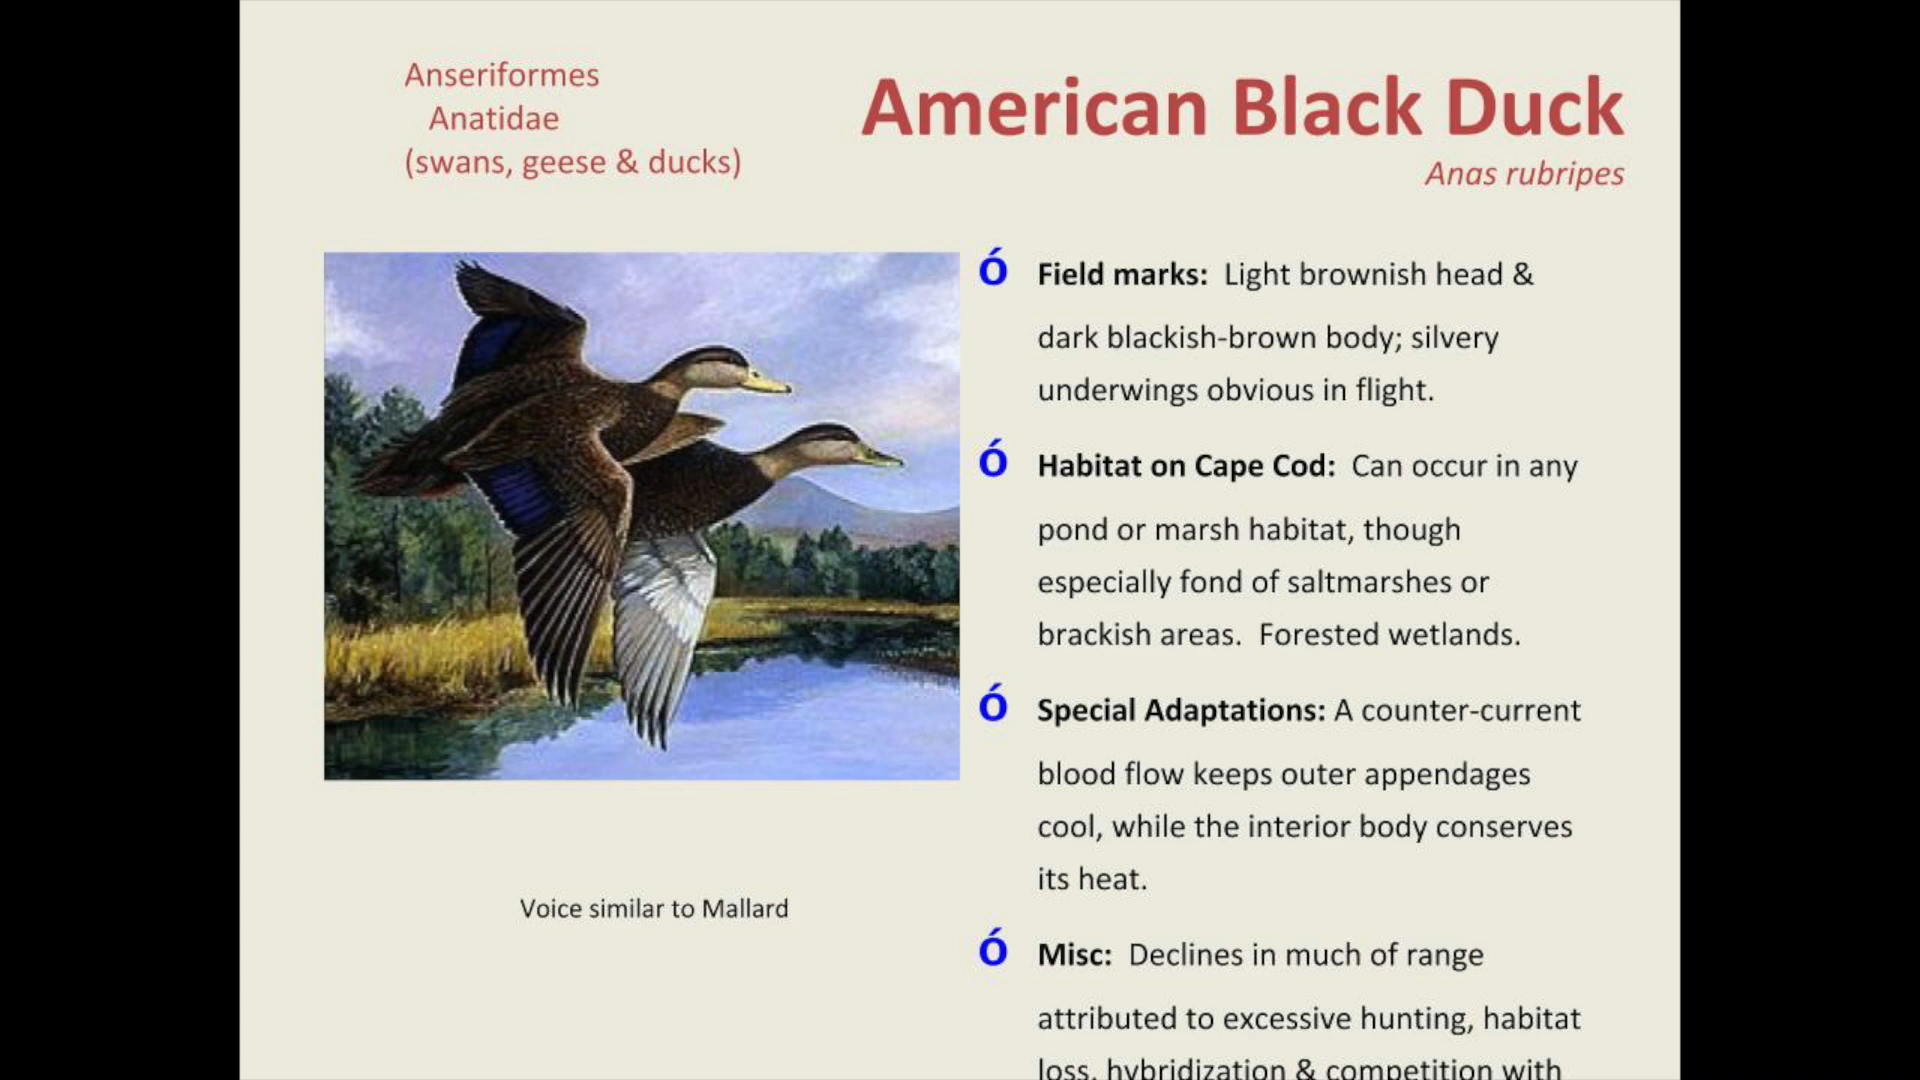 Anseriformes
Anatidae
(swans, geese & ducks)
American Black Duck
Anas rubripes
Ó Field marks: Light brownish head &
dark blackish-brown body; silvery
underwings obvious in flight.
Ó Habitat on Cape Cod: Can occur in any
pond or marsh habitat, though
especially fond of saltmarshes or
brackish areas. Forested wetlands.
Ó Special Adaptations: A counter-current
blood flow keeps outer appendages
cool, while the interior body conserves
its heat.
Ó Misc: Declines in much of range
attributed to excessive hunting, habitat
loss, hybridization & competition with
Voice similar to Mallard